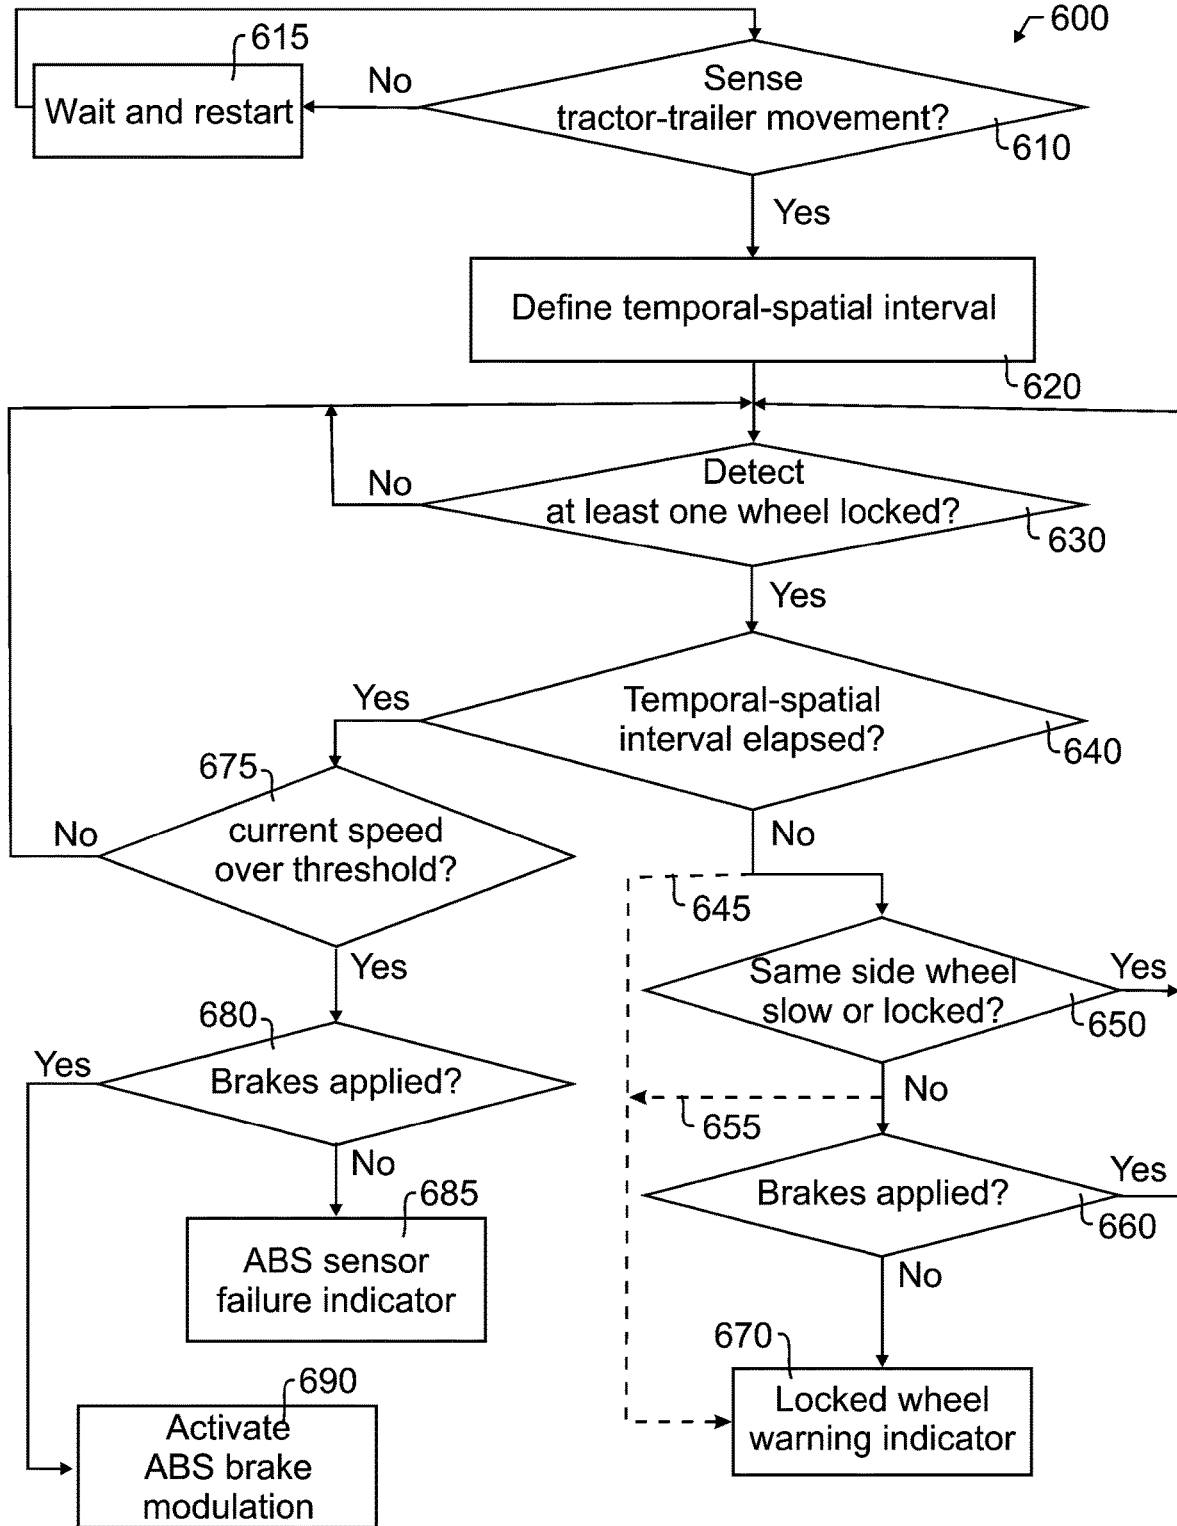 600
615
No
Sense
Wait and restart
tractor-trailer movement?
610
Yes
Define temporal-spatial interval
620
Detect
No
at least one wheel locked?
630
Yes
Yes
Temporal-spatial
interval elapsed?
640
675
current speed
No
over threshold?
No
645
Yes
Same side wheel
Yes
slow or locked?
650
680
Yes
Brakes applied?
No
655
No
Brakes applied?
Yes
660
685
ABS sensor
failure indicator
No
670
Locked wheel
warning indicator
690
Activate
ABS brake
modulation